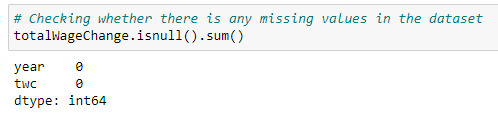 # Checking whether there is any missing values in the dataset
totalWageChange.isnull().sum()
year    0
twc     0
dtype: int64